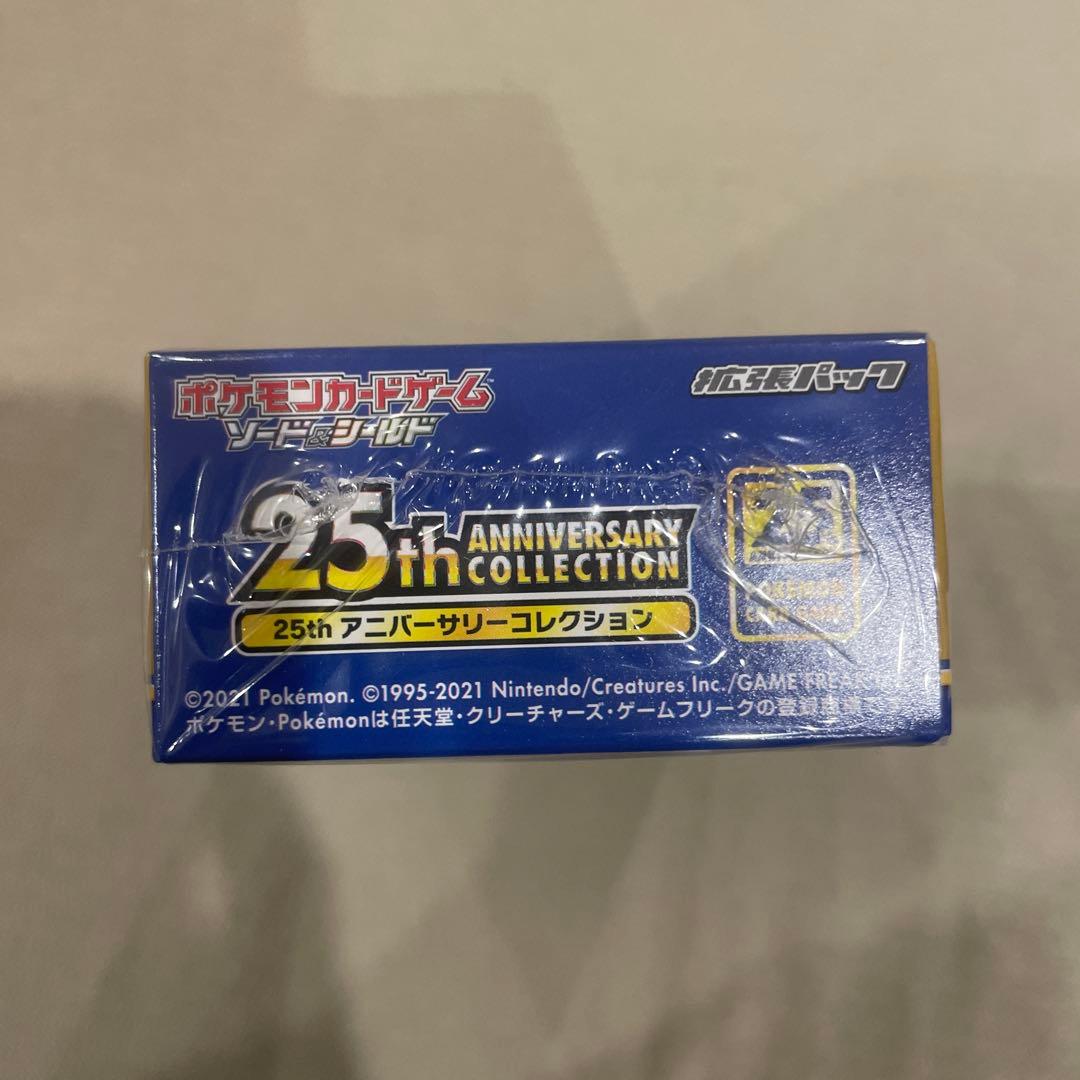 ポケモンカードゲーム
ソード&シールド
拡張パック
25th ANNIVERSARY
COLLECTION
25th アニバーサリーコレクション
©2021 Pokémon. ©1995-2021 Nintendo/Creatures Inc./GAME FREAK
ポケモン・Pokémonは任天堂・クリーチャーズ・ゲームフリークの登録商標です